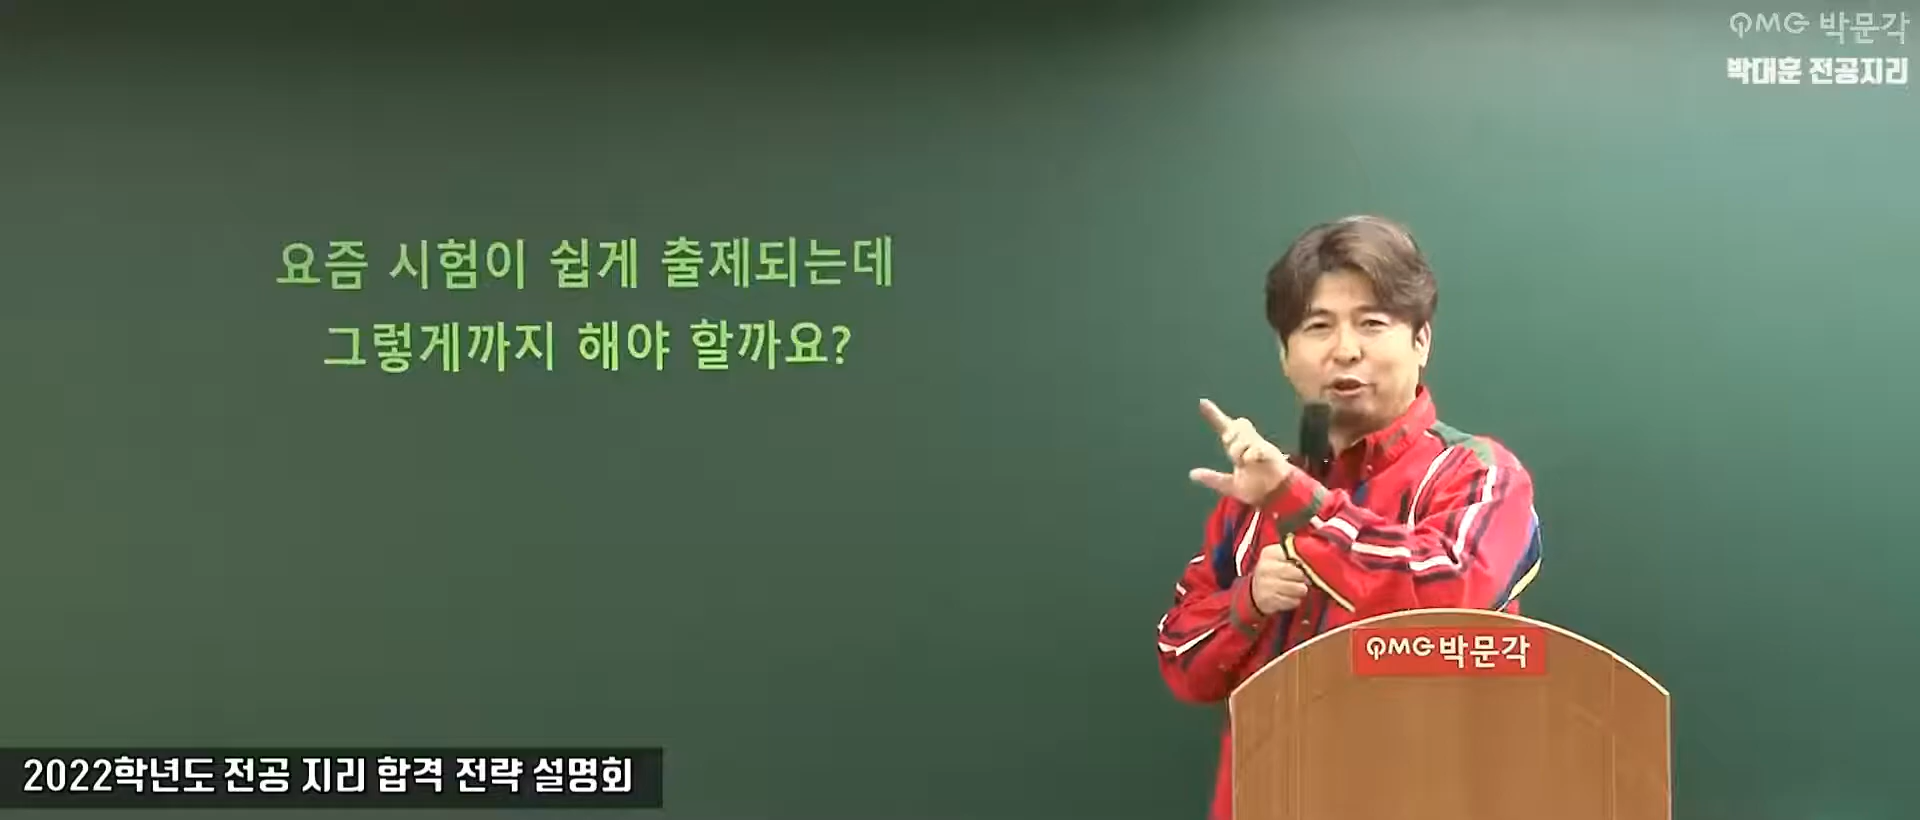 PMG 박문각
박대훈 전공지리
요즘 시험이 쉽게 출제되는데
그렇게까지 해야 할까요?
PMG 박문각
2022학년도 전공 지리 합격 전략 설명회